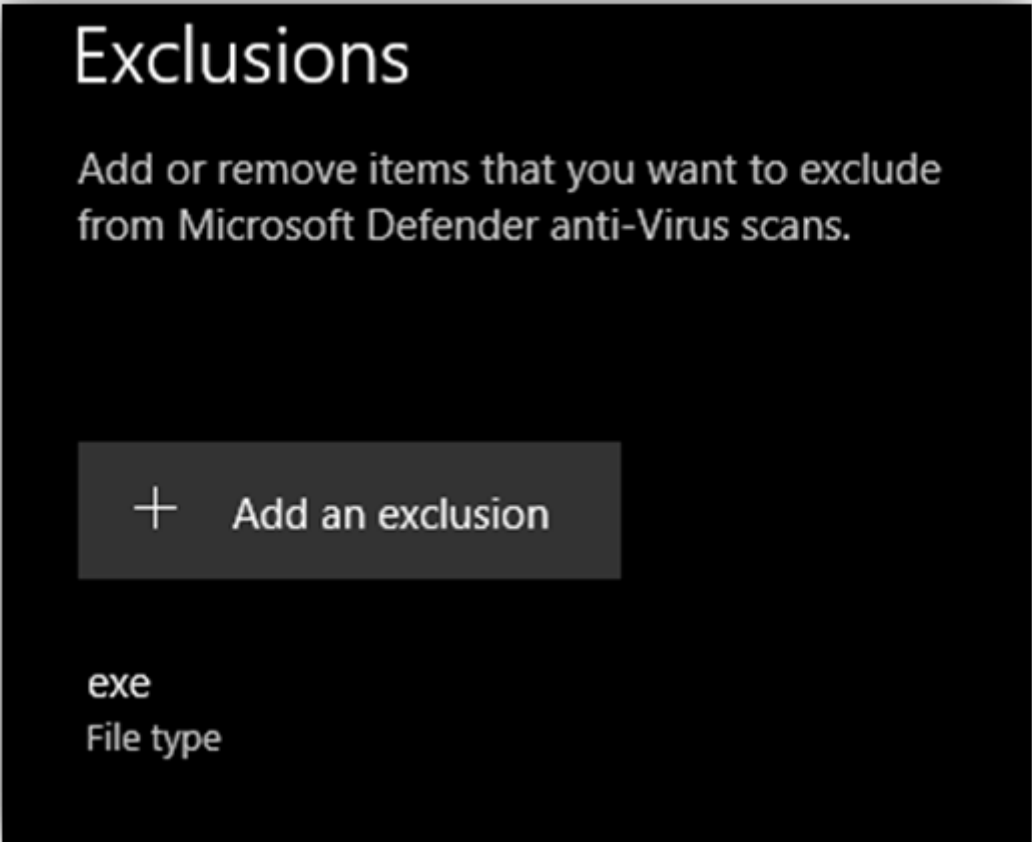 Exclusions
Add or remove items that you want to exclude
from Microsoft Defender anti-Virus scans.
+ Add an exclusion
exe
File type